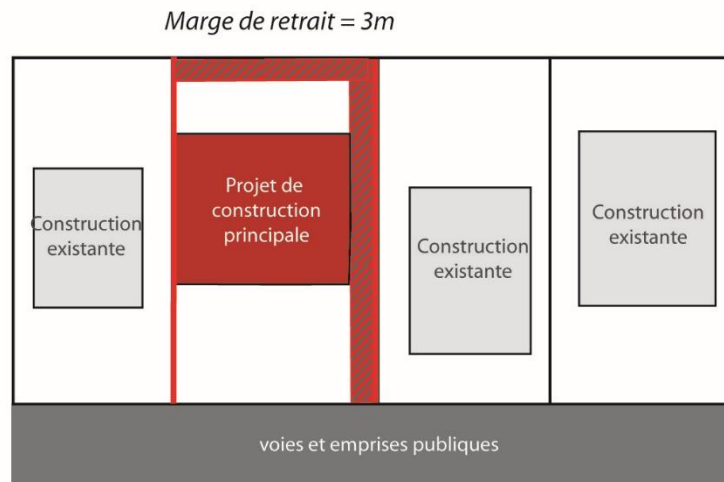 Marge de retrait = 3m
Projet de
construction
principale
Construction
existante
Construction
existante
Construction
existante
voies et emprises publiques